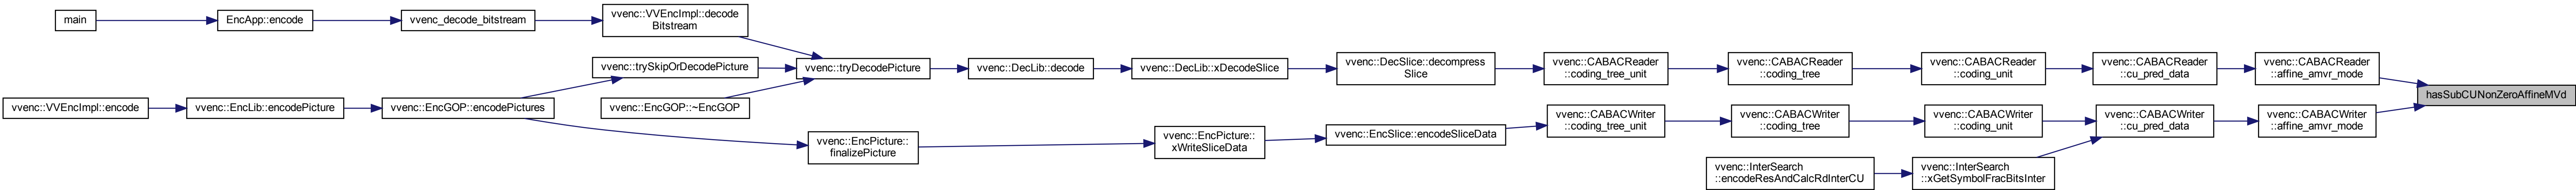 main
EncApp::encode
vvenc_decode_bitstream
vvenc::VVEncImpl::decode
Bitstream
vvenc::trySkipOrDecodePicture
vvenc::tryDecodePicture
vvenc::DecLib::decode
vvenc::DecLib::xDecodeSlice
vvenc::DecSlice::decompress
Slice
vvenc::CABACReader
::coding_tree_unit
vvenc::CABACReader
::coding_tree
vvenc::CABACReader
::coding_unit
vvenc::CABACReader
::cu_pred_data
vvenc::CABACReader
::affine_amvr_mode
hasSubCUNonZeroAffineMVd
vvenc::VVEncImpl::encode
vvenc::EncLib::encodePicture
vvenc::EncGOP::encodePictures
vvenc::EncGOP::~EncGOP
vvenc::EncPicture::
finalizePicture
vvenc::EncPicture::
xWriteSliceData
vvenc::EncSlice::encodeSliceData
vvenc::CABACWriter
::coding_tree_unit
vvenc::CABACWriter
::coding_tree
vvenc::CABACWriter
::coding_unit
vvenc::CABACWriter
::cu_pred_data
vvenc::CABACWriter
::affine_amvr_mode
vvenc::InterSearch
::encodeResAndCalcRdInterCU
vvenc::InterSearch
::xGetSymbolFracBitsInter